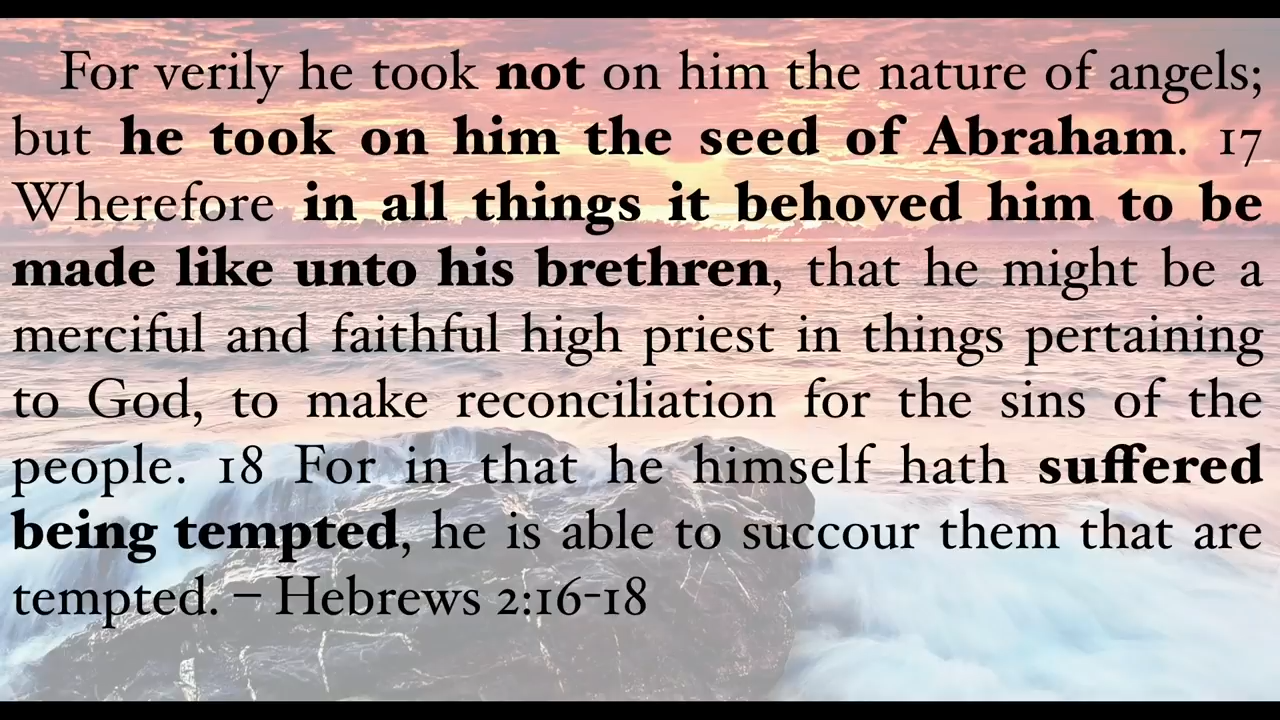 For verily he took not on him the nature of angels;
but he took on him the seed of Abraham. 17
Wherefore in all things it behoved him to be
made like unto his brethren, that he might be a
merciful and faithful high priest in things pertaining
to God, to make reconciliation for the sins of the
people. 18 For in that he himself hath suffered
being tempted, he is able to succour them that are
tempted. – Hebrews 2:16-18